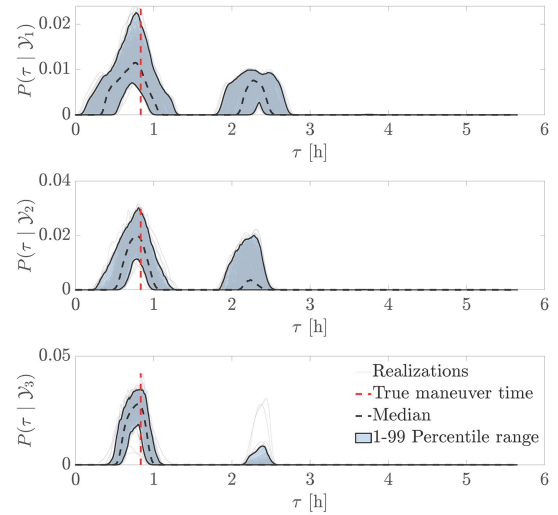 0.02
0.01
0
P(τ | 𝒴₁)
0 1 2 3 4 5 6
τ [h]
0.04
0.02
0
P(τ | 𝒴₂)
0 1 2 3 4 5 6
τ [h]
0.05
0
P(τ | 𝒴₃)
Realizations
True maneuver time
Median
1-99 Percentile range
0 1 2 3 4 5 6
τ [h]